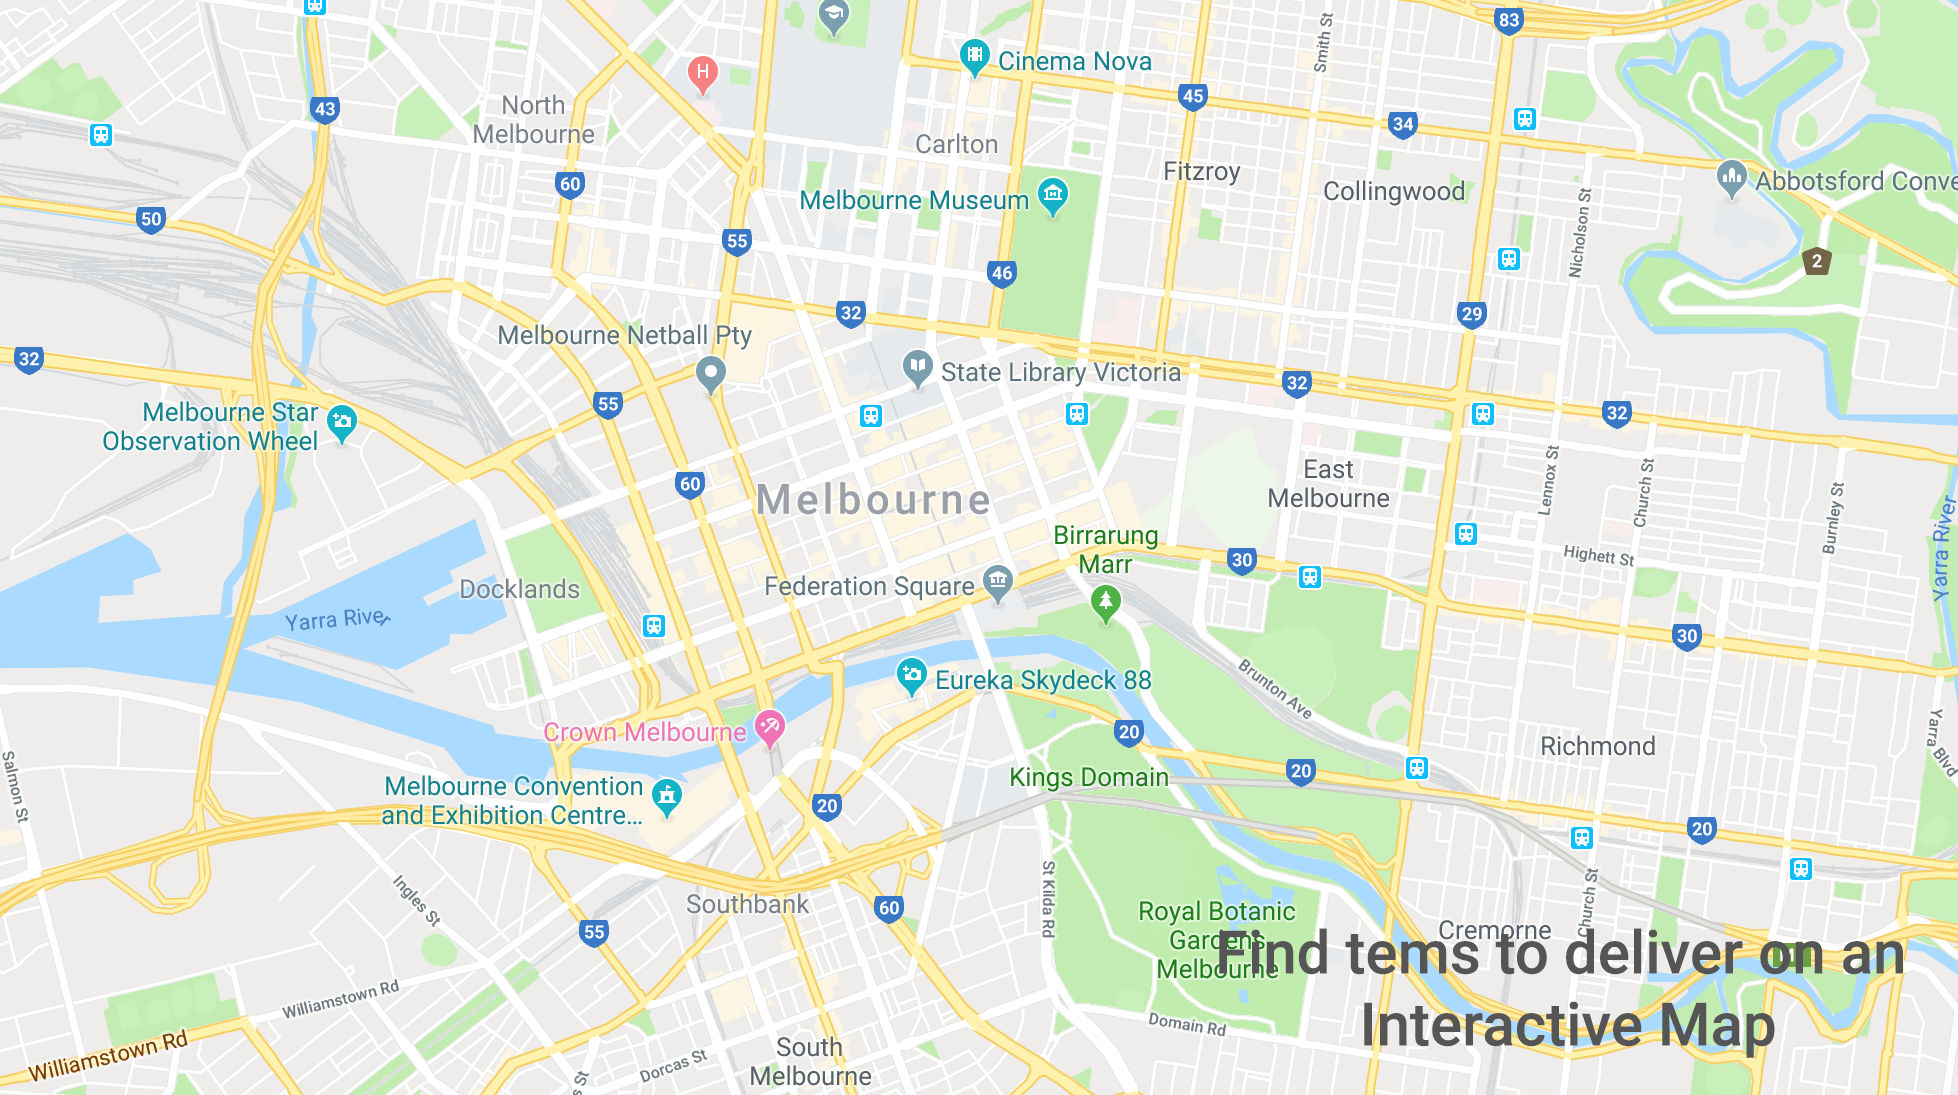 83
Cinema Nova
Smith St
North
Melbourne
43
45
34
Carlton
Fitzroy
Collingwood
60
Melbourne Museum
Abbotsford Conve
50
55
46
Nicholson St
2
32
29
Melbourne Netball Pty
32
State Library Victoria
32
55
32
Melbourne Star
Observation Wheel
60
Melbourne
East
Melbourne
Lennox St
Church St
Burnley St
Yarra River
Birrarung
Marr
30
Highett St
Docklands
Federation Square
Yarra Rive
30
Eureka Skydeck 88
Brunton Ave
Crown Melbourne
20
Richmond
Yarra Blvd
Salmon St
Melbourne Convention
and Exhibition Centre...
Kings Domain
20
20
20
Ingles St
Southbank
60
St Kilda Rd
55
Royal Botanic
Gardens
Melbourne
Church St
Cremorne
Find tems to deliver on an
Interactive Map
Williamstown Rd
Williamstown Rd
Domain Rd
Dorcas St
South
Melbourne
s St
H